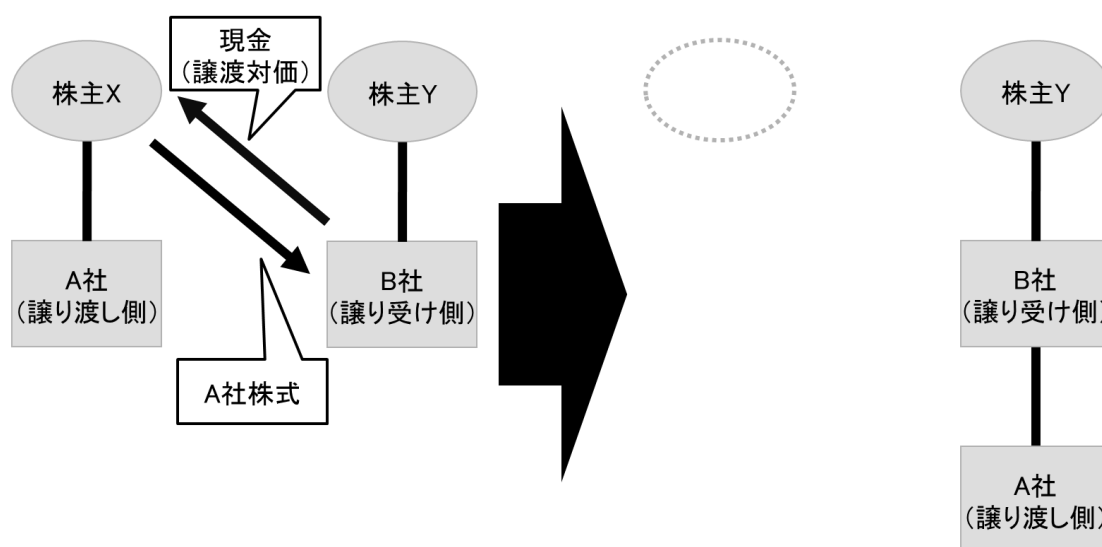 現金
（譲渡対価）
株主X
株主Y
A社
（譲り渡し側）
B社
（譲り受け側）
A社株式
株主Y
B社
（譲り受け側）
A社
（譲り渡し側）